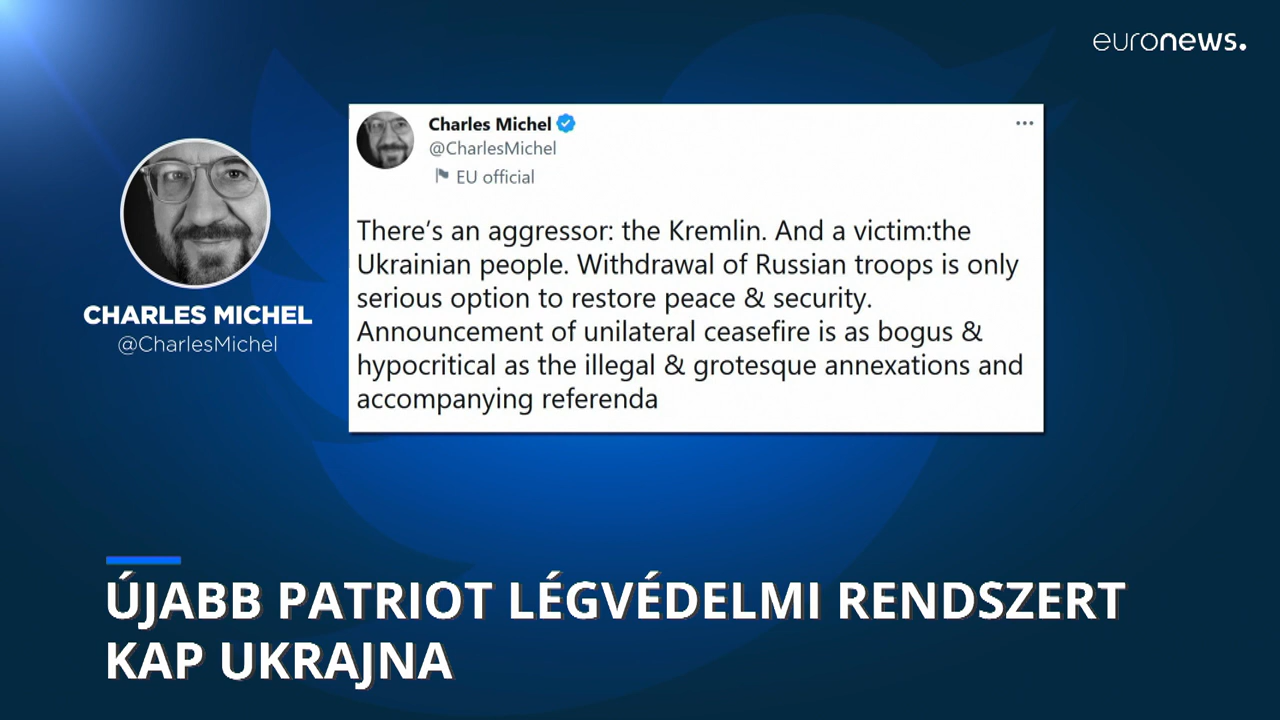 euronews.
Charles Michel
@CharlesMichel
EU official
There's an aggressor: the Kremlin. And a victim:the
Ukrainian people. Withdrawal of Russian troops is only
serious option to restore peace & security.
Announcement of unilateral ceasefire is as bogus &
hypocritical as the illegal & grotesque annexations and
accompanying referenda
CHARLES MICHEL
@CharlesMichel
ÚJABB PATRIOT LÉGVÉDELMI RENDSZERT
KAP UKRAJNA